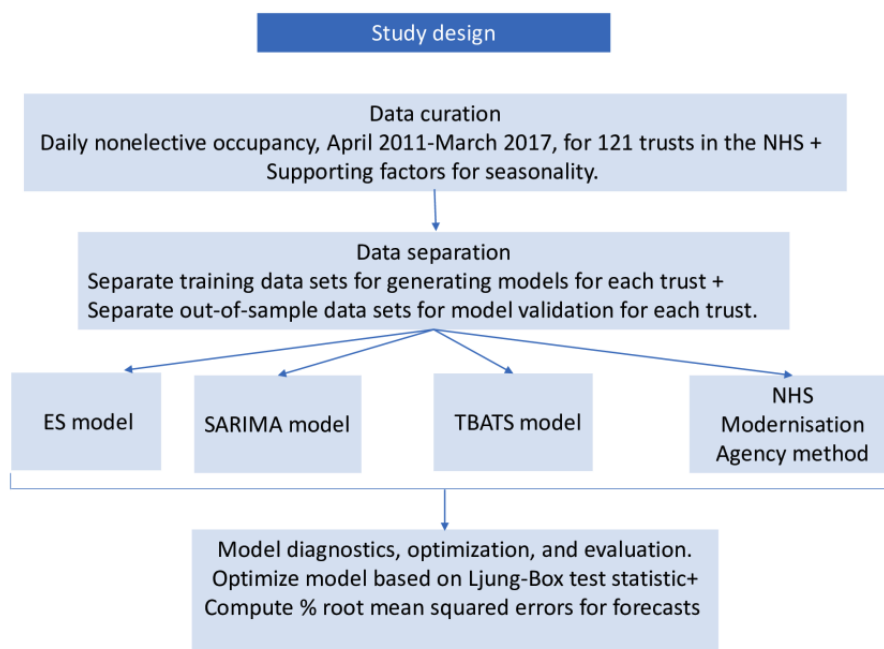 Study design
Data curation
Daily nonelective occupancy, April 2011-March 2017, for 121 trusts in the NHS +
Supporting factors for seasonality.
Data separation
Separate training data sets for generating models for each trust +
Separate out-of-sample data sets for model validation for each trust.
ES model
SARIMA model
TBATS model
NHS
Modernisation
Agency method
Model diagnostics, optimization, and evaluation.
Optimize model based on Ljung-Box test statistic+
Compute % root mean squared errors for forecasts